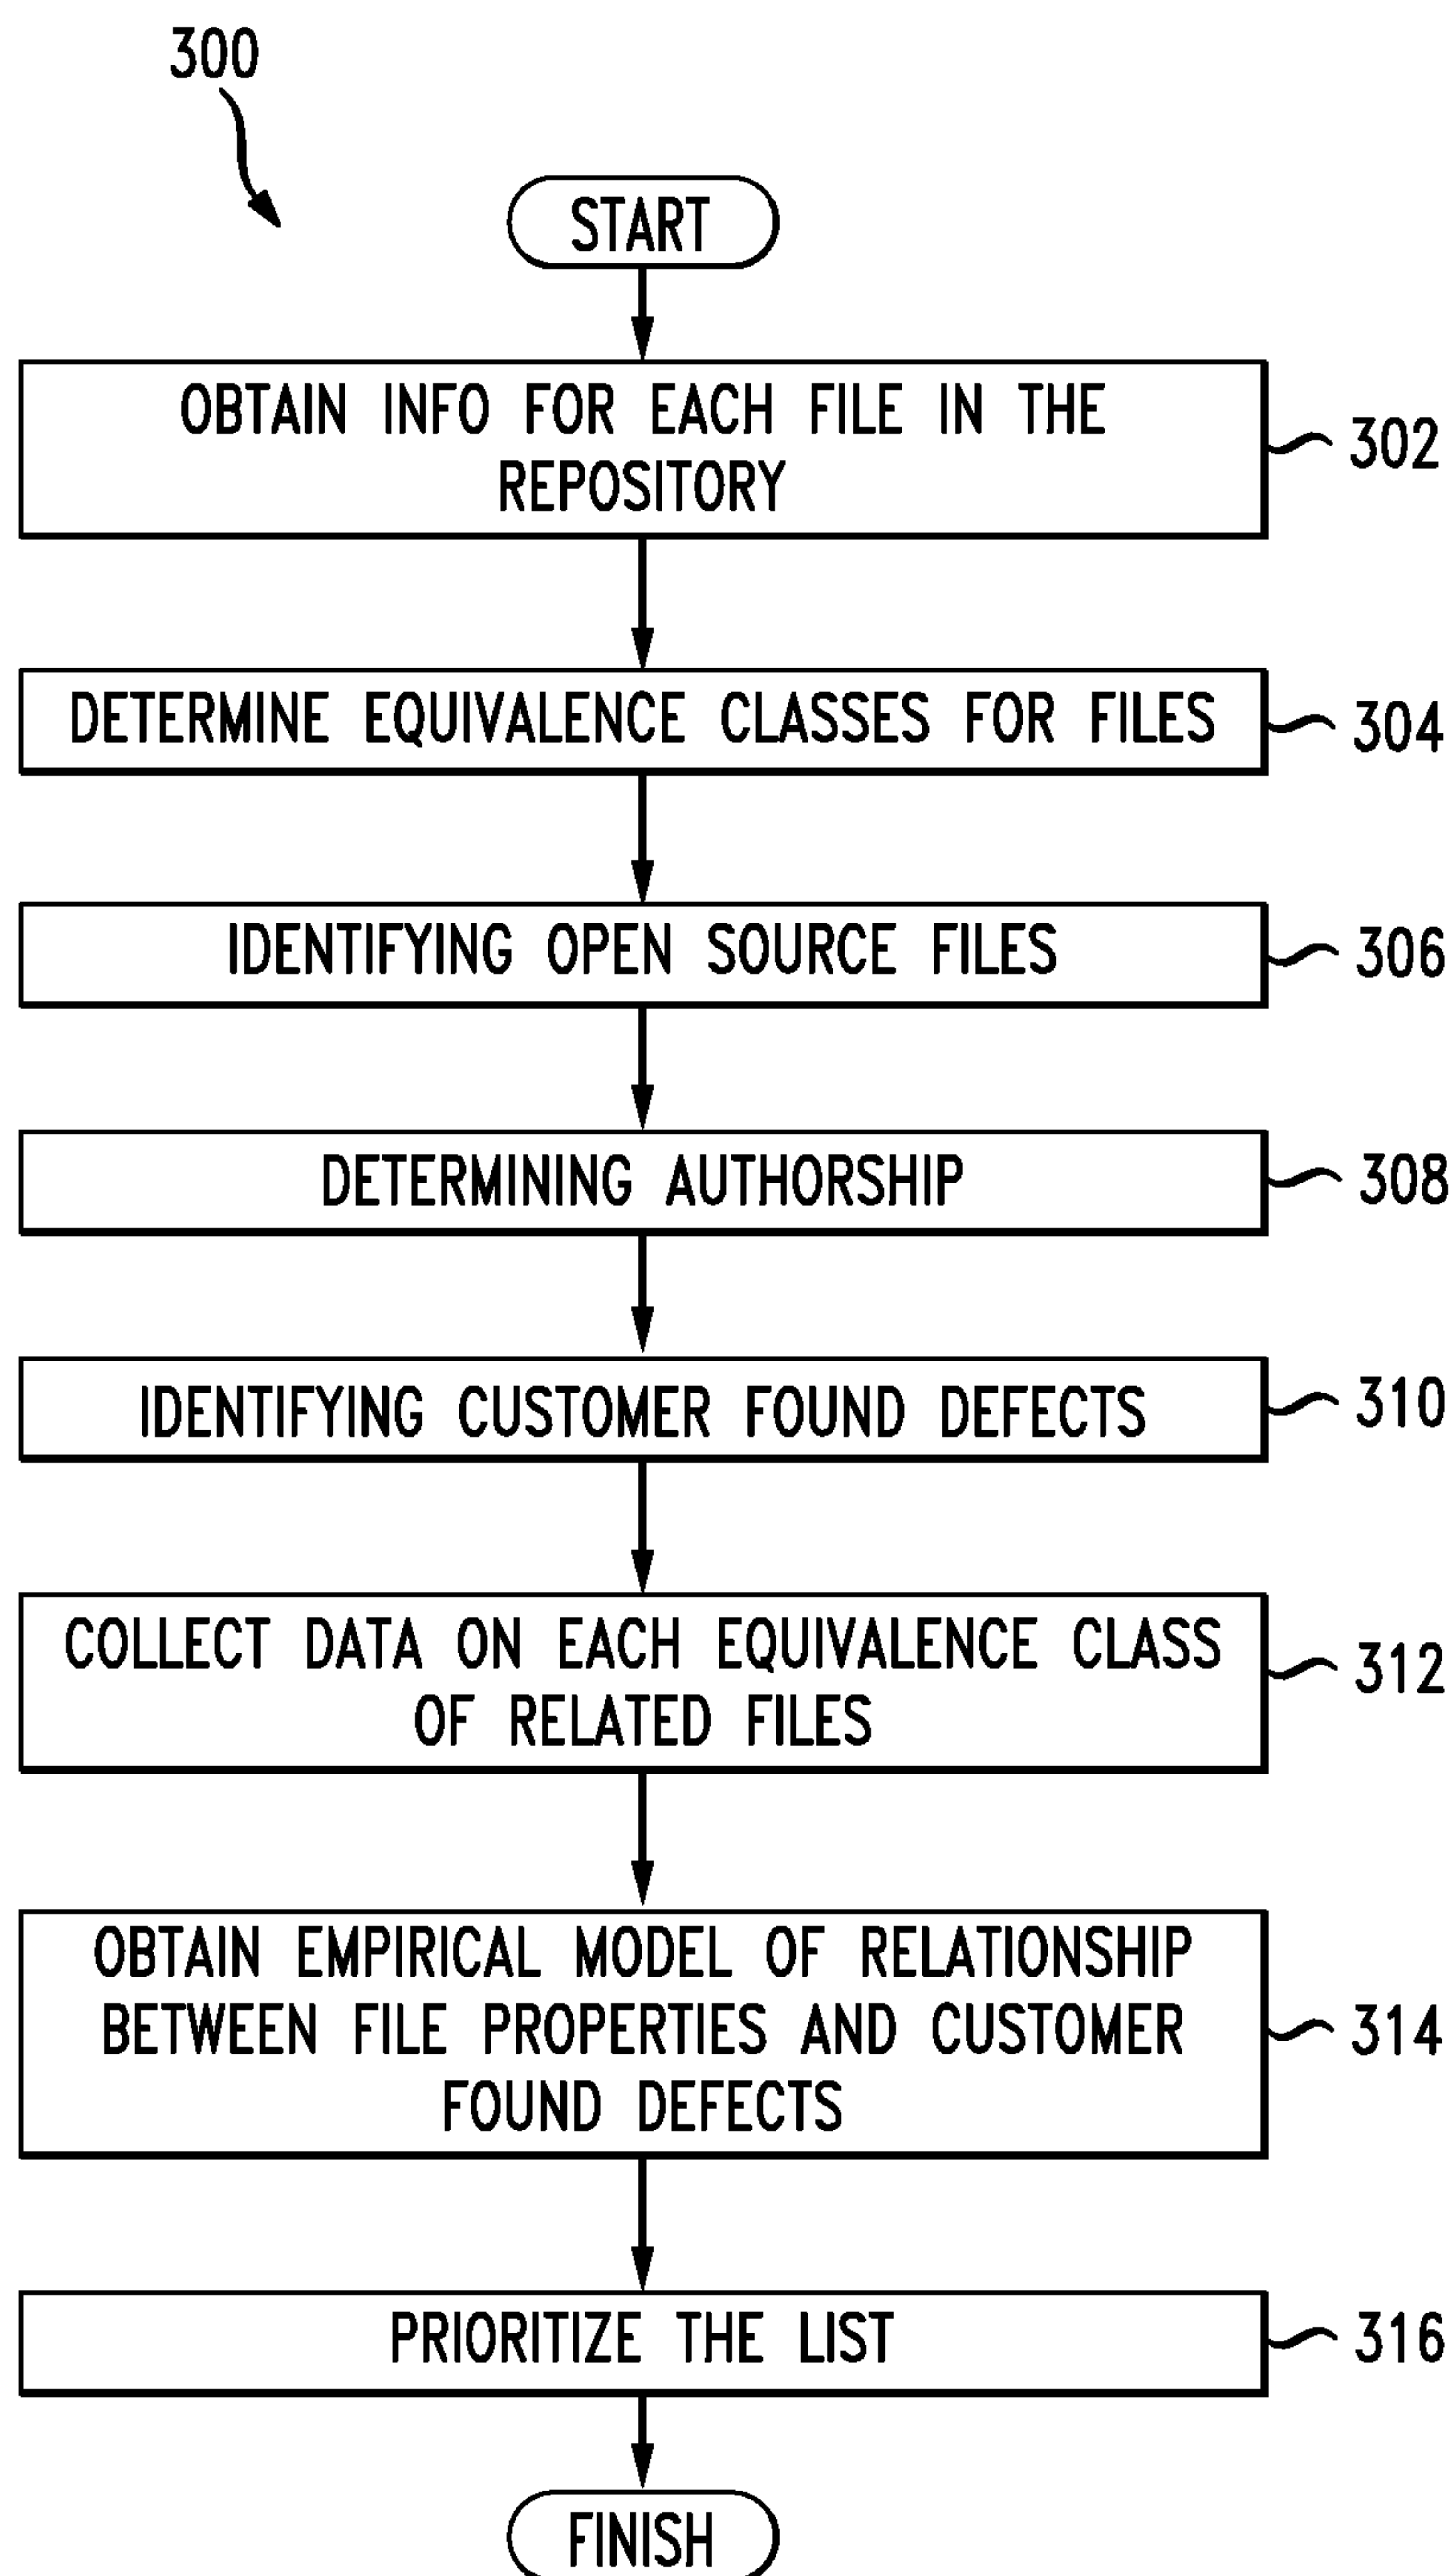 300
START
OBTAIN INFO FOR EACH FILE IN THE
REPOSITORY
302
DETERMINE EQUIVALENCE CLASSES FOR FILES
304
IDENTIFYING OPEN SOURCE FILES
306
DETERMINING AUTHORSHIP
308
IDENTIFYING CUSTOMER FOUND DEFECTS
310
COLLECT DATA ON EACH EQUIVALENCE CLASS
OF RELATED FILES
312
OBTAIN EMPIRICAL MODEL OF RELATIONSHIP
BETWEEN FILE PROPERTIES AND CUSTOMER
FOUND DEFECTS
314
PRIORITIZE THE LIST
316
FINISH